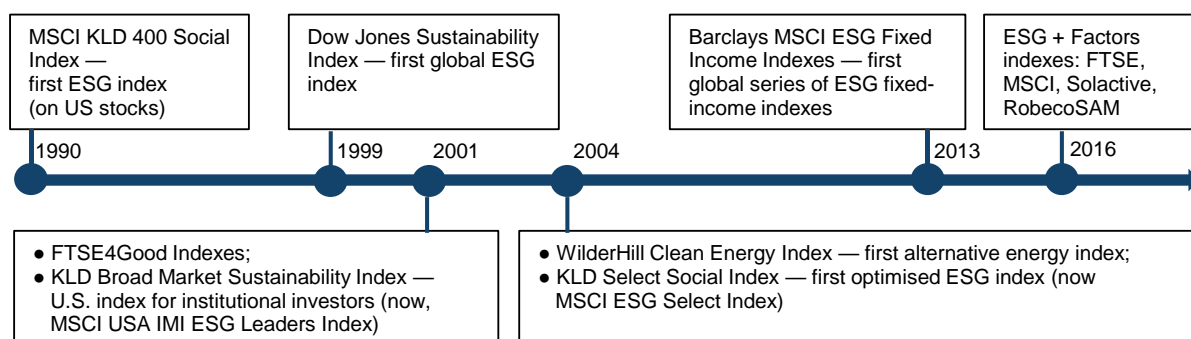 MSCI KLD 400 Social
Index —
first ESG index
(on US stocks)
Dow Jones Sustainability
Index — first global ESG
index
Barclays MSCI ESG Fixed
Income Indexes — first
global series of ESG fixed-
income indexes
ESG + Factors
indexes: FTSE,
MSCI, Solactive,
RobecoSAM
1990
1999
2001
2004
2013
2016
● FTSE4Good Indexes;
● KLD Broad Market Sustainability Index —
U.S. index for institutional investors (now,
MSCI USA IMI ESG Leaders Index)
● WilderHill Clean Energy Index — first alternative energy index;
● KLD Select Social Index — first optimised ESG index (now
MSCI ESG Select Index)